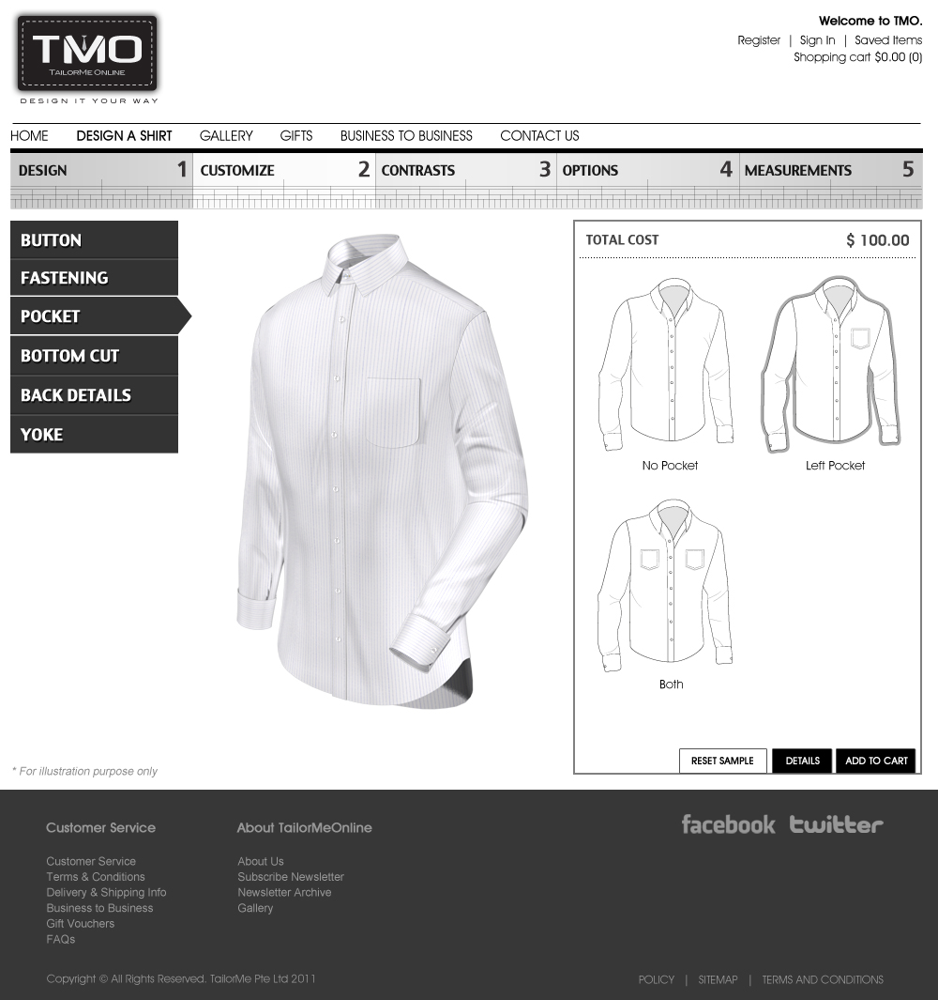 TMO
TAILORME ONLINE
DESIGN IT YOUR WAY
Welcome to TMO.
Register | Sign In | Saved Items
Shopping cart $0.00 (0)
HOME DESIGN A SHIRT GALLERY GIFTS BUSINESS TO BUSINESS CONTACT US
DESIGN 1 CUSTOMIZE 2 CONTRASTS 3 OPTIONS 4 MEASUREMENTS 5
BUTTON
FASTENING
POCKET
BOTTOM CUT
BACK DETAILS
YOKE
TOTAL COST $ 100.00
No Pocket Left Pocket
Both
RESET SAMPLE DETAILS ADD TO CART
* For illustration purpose only
Customer Service
Customer Service
Terms & Conditions
Delivery & Shipping Info
Business to Business
Gift Vouchers
FAQs
About TailorMeOnline
About Us
Subscribe Newsletter
Newsletter Archive
Gallery
facebook twitter
Copyright © All Rights Reserved. TailorMe Pte Ltd 2011
POLICY | SITEMAP | TERMS AND CONDITIONS